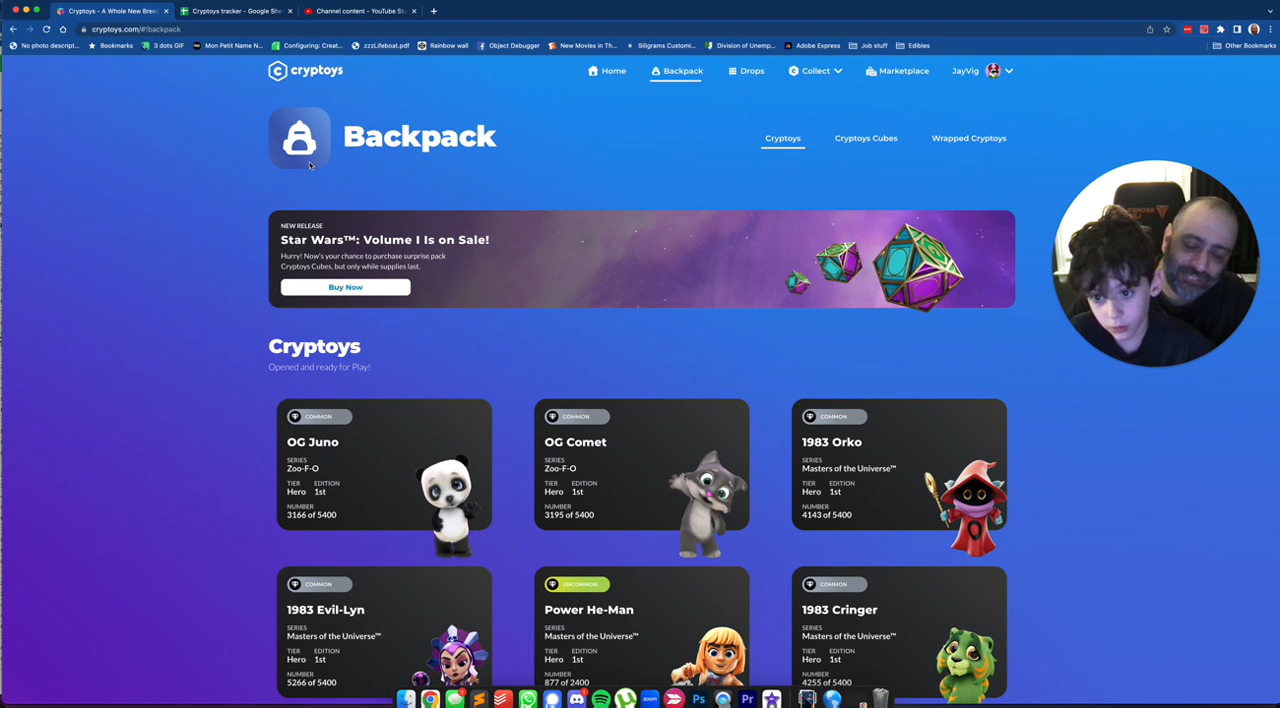 Cryptoys - A Whole New Bree
Cryptoys tracker - Google She
Channel content - YouTube St
cryptoys.com/#!backpack
No photo descript...
Bookmarks
3 dots GIF
Mon Petit Name N...
Configuring: Creat...
zzzLifeboat.pdf
Rainbow wall
Object Debugger
New Movies in Th...
Siligrams Customi...
Division of Unemp...
Adobe Express
Job stuff
Edibles
Other Bookmarks
cryptoys
Home
Backpack
Drops
Collect
Marketplace
JayVig
Backpack
Cryptoys
Cryptoys Cubes
Wrapped Cryptoys
NEW RELEASE
Star Wars™: Volume I Is on Sale!
Hurry! Now's your chance to purchase surprise pack
Cryptoys Cubes, but only while supplies last.
Buy Now
Cryptoys
Opened and ready for Play!
COMMON
OG Juno
SERIES
Zoo-F-O
TIER EDITION
Hero 1st
NUMBER
3166 of 5400
COMMON
OG Comet
SERIES
Zoo-F-O
TIER EDITION
Hero 1st
NUMBER
3195 of 5400
COMMON
1983 Orko
SERIES
Masters of the Universe™
TIER EDITION
Hero 1st
NUMBER
4143 of 5400
COMMON
1983 Evil-Lyn
SERIES
Masters of the Universe™
TIER EDITION
Hero 1st
NUMBER
5266 of 5400
UNCOMMON
Power He-Man
SERIES
Masters of the Universe™
TIER EDITION
Hero 1st
NUMBER
877 of 2400
COMMON
1983 Cringer
SERIES
Masters of the Universe™
TIER EDITION
Hero 1st
NUMBER
4255 of 5400
zoom
Ps
Pr